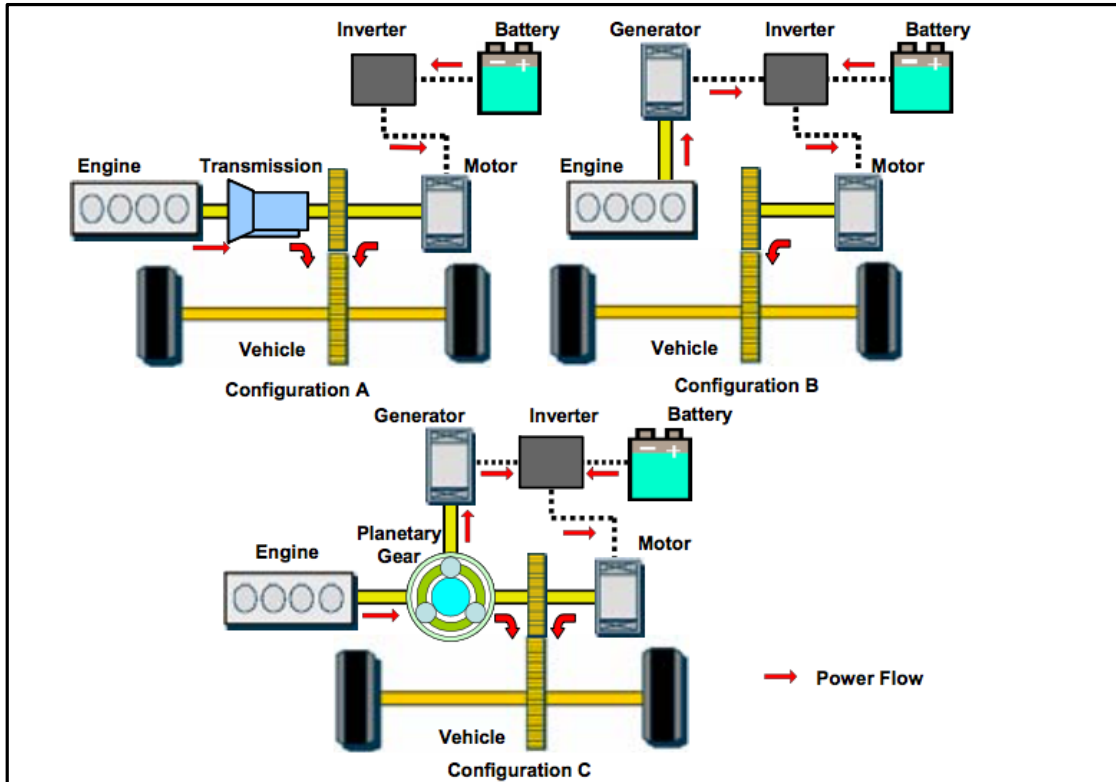 Inverter Battery
Generator Inverter Battery
Engine Transmission Motor
Engine Motor
Vehicle
Configuration A
Vehicle
Configuration B
Generator Inverter Battery
Planetary
Gear
Engine Motor
Power Flow
Vehicle
Configuration C